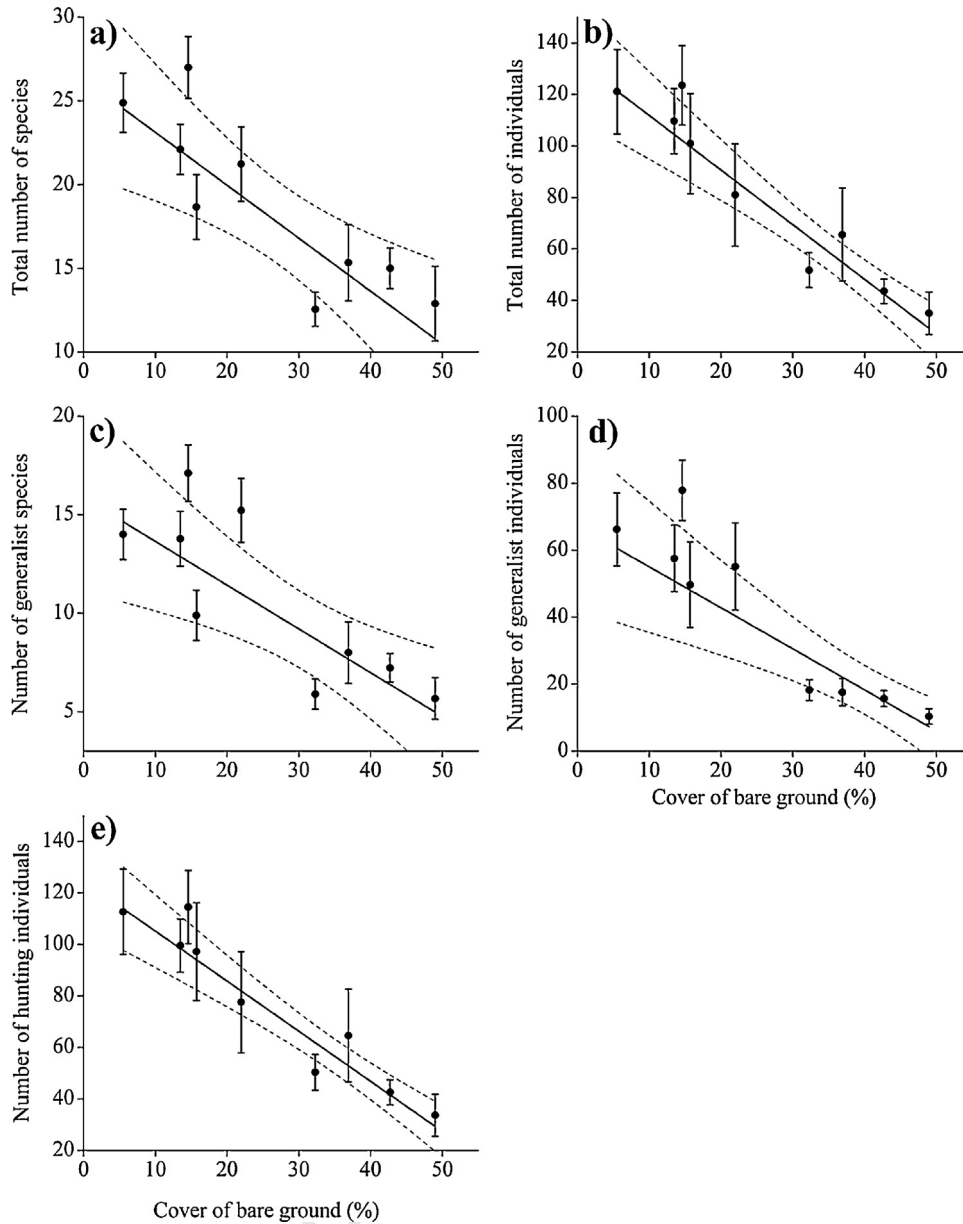 a)
Total number of species
30
25
20
15
10
0 10 20 30 40 50
b)
Total number of individuals
140
120
100
80
60
40
20
0 10 20 30 40 50
c)
Number of generalist species
20
15
10
5
0 10 20 30 40 50
d)
Number of generalist individuals
100
80
60
40
20
0
0 10 20 30 40 50
Cover of bare ground (%)
e)
Number of hunting individuals
140
120
100
80
60
40
20
0 10 20 30 40 50
Cover of bare ground (%)